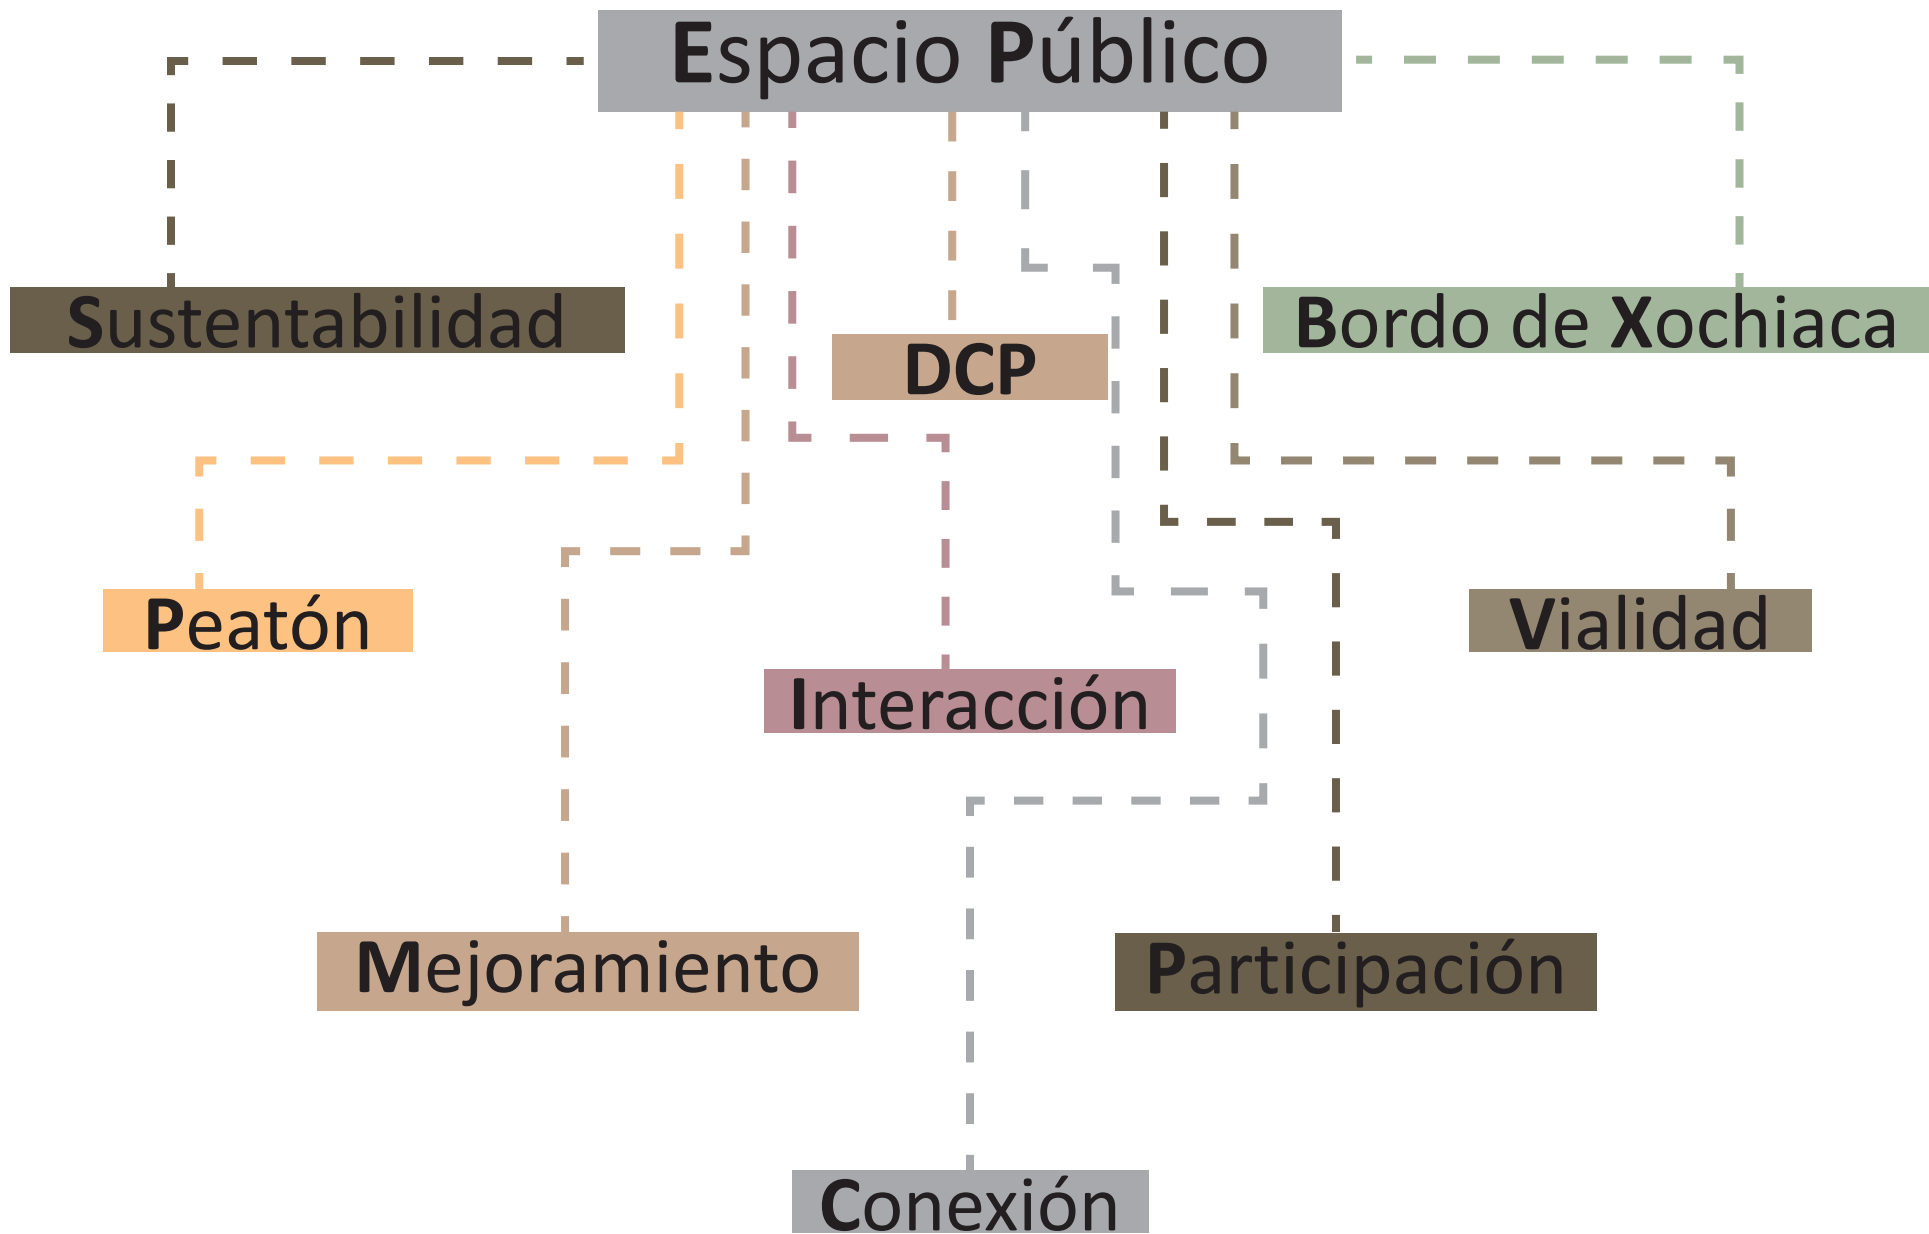 Espacio Público
Sustentabilidad
Bordo de Xochiaca
DCP
Peatón
Vialidad
Interacción
Mejoramiento
Participación
Conexión